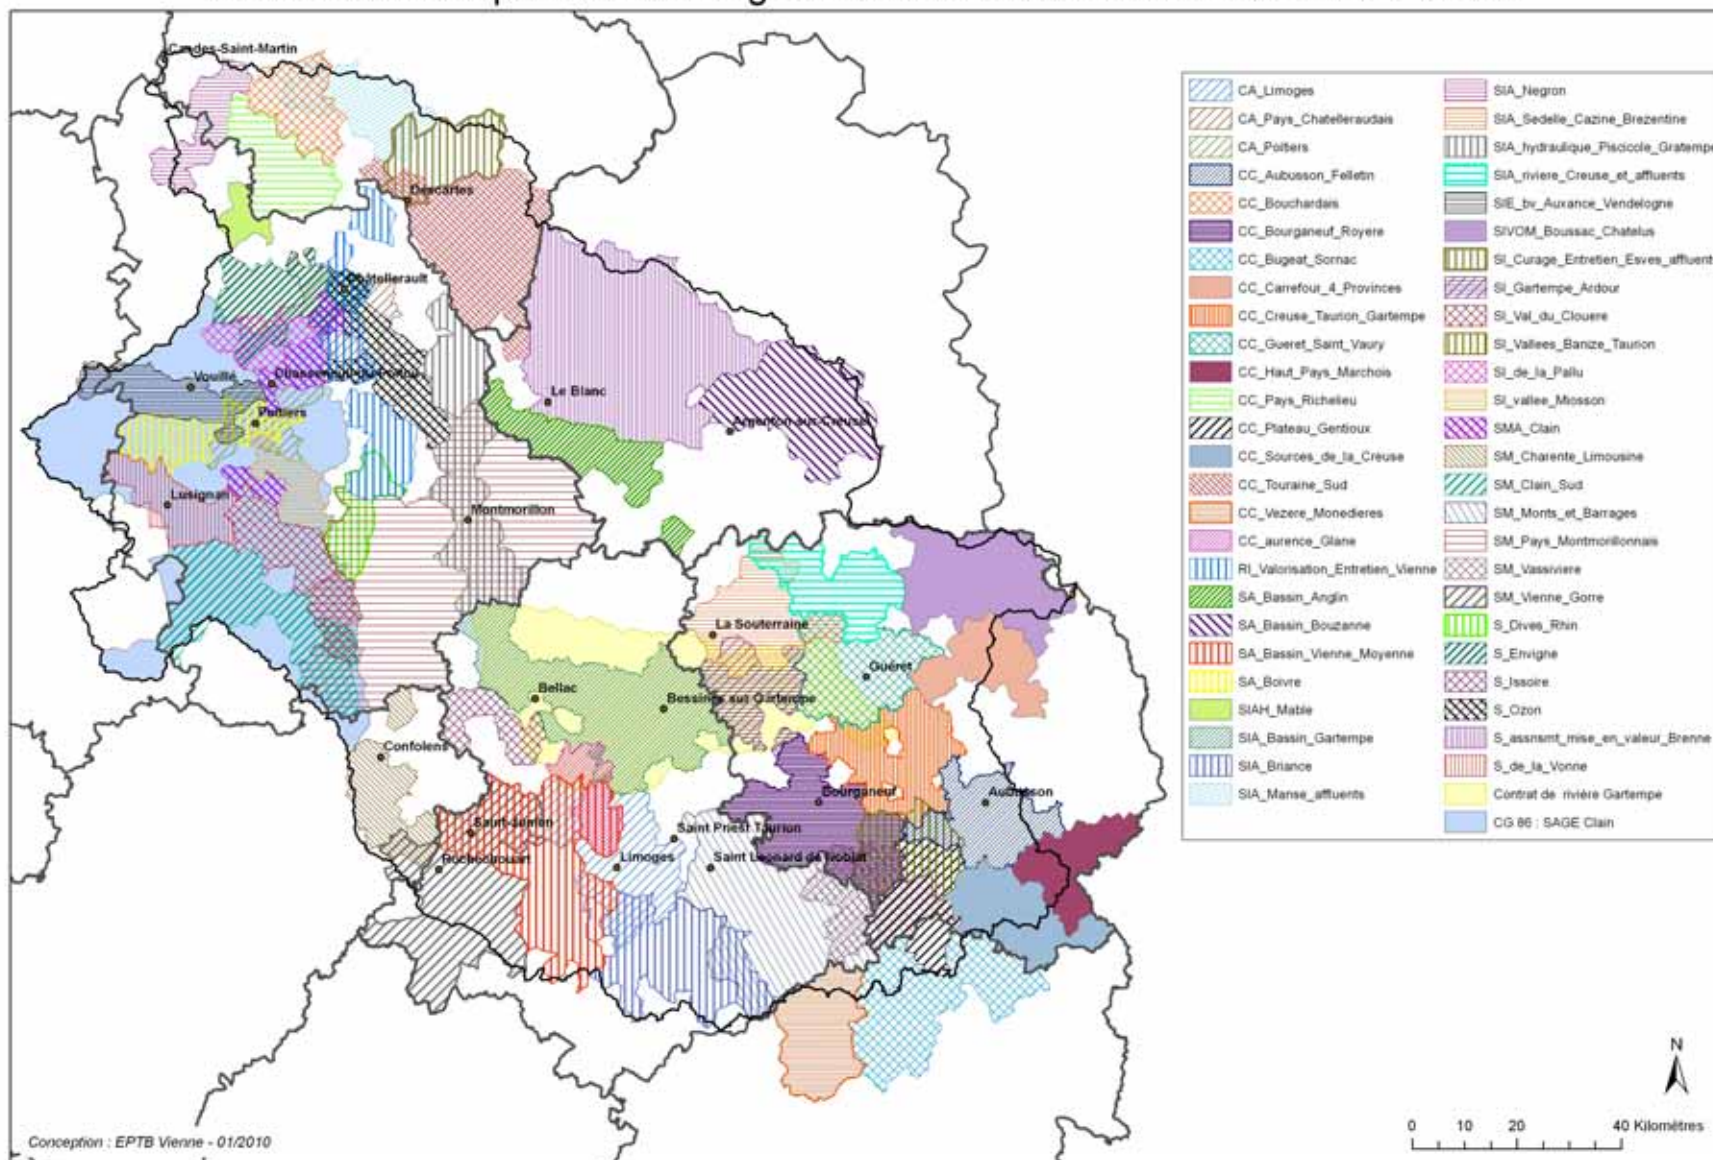 Candes-Saint-Martin
Descartes
Châtellerault
Vouillé
Poitiers
Le Blanc
Argenton-sur-Creuse
Lusignan
Montmorillon
La Souterraine
Guéret
Bellac
Bessines sur Gartempe
Confolens
Bourganeuf
Aubusson
Saint-Junien
Saint Priest Taurion
Rochechouart
Limoges
Saint Léonard de Noblat
CA_Limoges
CA_Pays_Chatelleraudais
CA_Poitiers
CC_Aubusson_Felletin
CC_Bouchardais
CC_Bourganeuf_Royere
CC_Bugeat_Sornac
CC_Carrefour_4_Provinces
CC_Creuse_Taurion_Gartempe
CC_Gueret_Saint_Vaury
CC_Haut_Pays_Marchois
CC_Pays_Richelieu
CC_Plateau_Gentioux
CC_Sources_de_la_Creuse
CC_Touraine_Sud
CC_Vezere_Monedieres
CC_aurence_Glane
RI_Valorisation_Entretien_Vienne
SA_Bassin_Anglin
SA_Bassin_Bouzanne
SA_Bassin_Vienne_Moyenne
SA_Boivre
SIAH_Mable
SIA_Bassin_Gartempe
SIA_Briance
SIA_Manse_affluents
SIA_Negron
SIA_Sedelle_Cazine_Brezentine
SIA_hydraulique_Piscicole_Gratempe
SIA_riviere_Creuse_et_affluents
SIE_bv_Auxance_Vendelogne
SIVOM_Boussac_Chatelus
SI_Curage_Entretien_Esves_affluent
SI_Gartempe_Ardour
SI_Val_du_Clouere
SI_Vallees_Banize_Taurion
SI_de_la_Pallu
SI_vallee_Miosson
SMA_Clain
SM_Charente_Limousine
SM_Clain_Sud
SM_Monts_et_Barrages
SM_Pays_Montmorillonnais
SM_Vassiviere
SM_Vienne_Gorre
S_Dives_Rhin
S_Envigne
S_Issoire
S_Ozon
S_assnsmt_mise_en_valeur_Brenne
S_de_la_Vonne
Contrat de rivière Gartempe
CG 86 : SAGE Clain
N
0 10 20 40 Kilomètres
Conception : EPTB Vienne - 01/2010